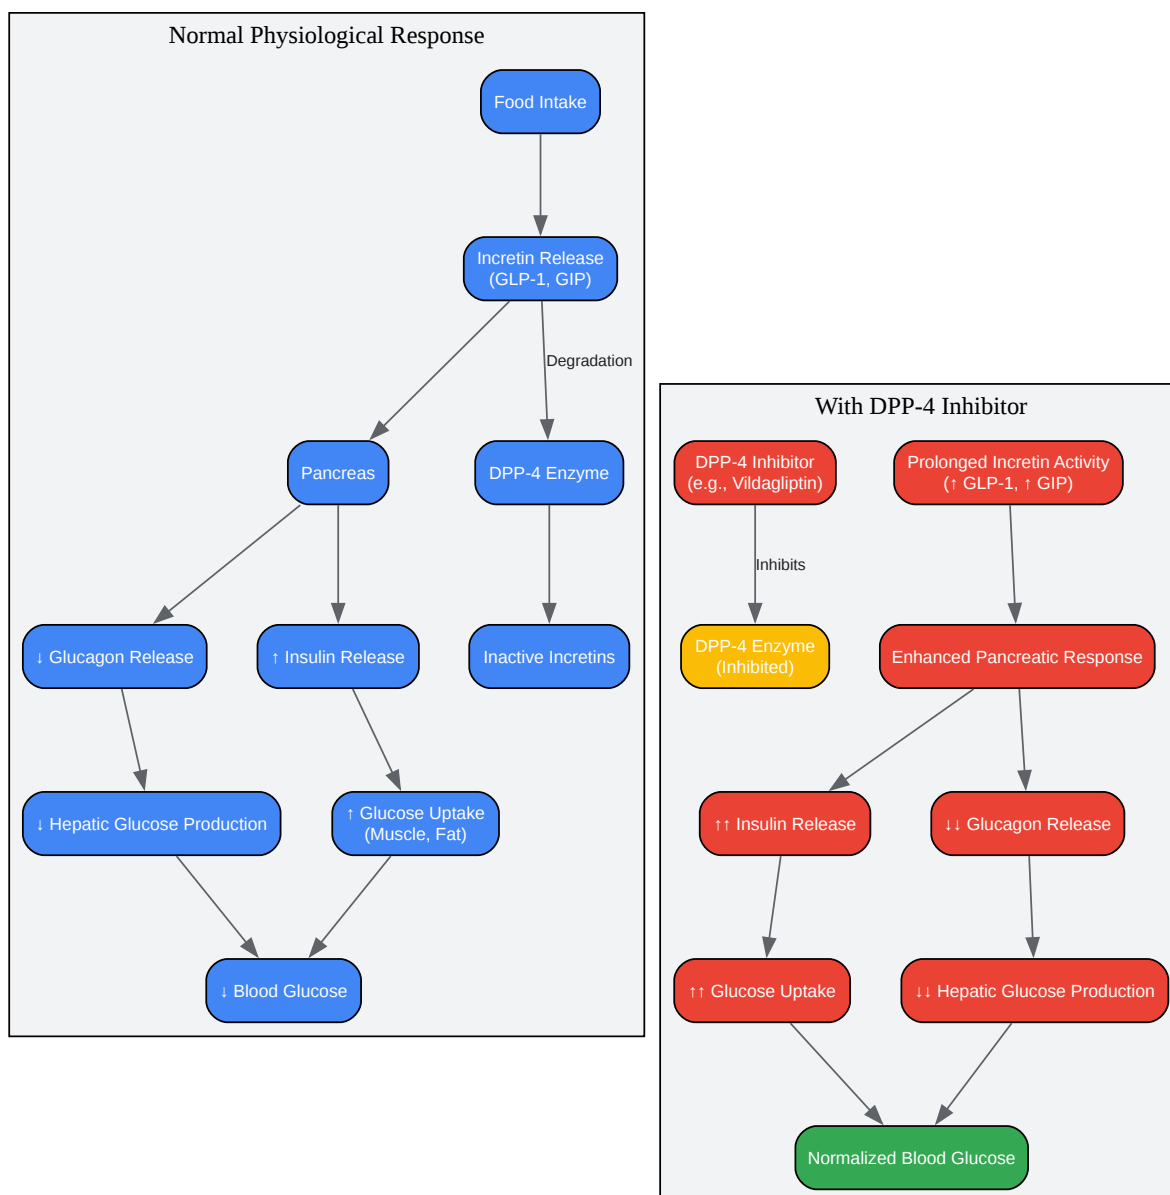 Normal Physiological Response
Food Intake
Incretin Release
(GLP-1, GIP)
Degradation
Pancreas
DPP-4 Enzyme
↓ Glucagon Release
↑ Insulin Release
Inactive Incretins
↓ Hepatic Glucose Production
↑ Glucose Uptake
(Muscle, Fat)
↓ Blood Glucose
With DPP-4 Inhibitor
DPP-4 Inhibitor
(e.g., Vildagliptin)
Prolonged Incretin Activity
(↑ GLP-1, ↑ GIP)
Inhibits
DPP-4 Enzyme
(Inhibited)
Enhanced Pancreatic Response
↑↑ Insulin Release
↓↓ Glucagon Release
↑↑ Glucose Uptake
↓↓ Hepatic Glucose Production
Normalized Blood Glucose